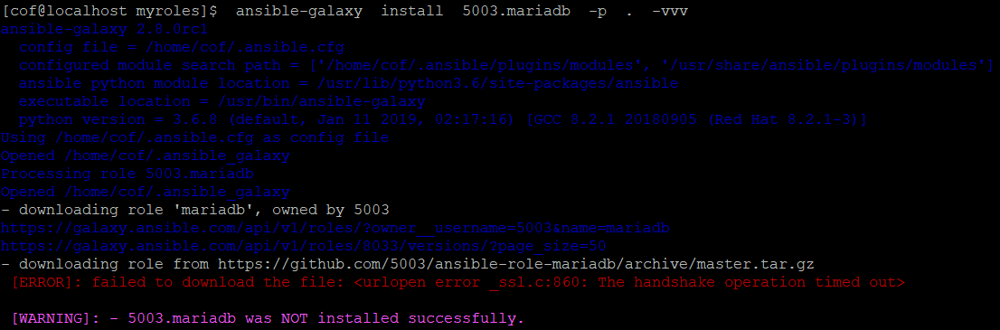 [cof@localhost myroles]$ ansible-galaxy install 5003.mariadb -p . -vvv
ansible-galaxy 2.8.0rc1
config file = /home/cof/.ansible.cfg
configured module search path = ['/home/cof/.ansible/plugins/modules', '/usr/share/ansible/plugins/modules']
ansible python module location = /usr/lib/python3.6/site-packages/ansible
executable location = /usr/bin/ansible-galaxy
python version = 3.6.8 (default, Jan 11 2019, 02:17:16) [GCC 8.2.1 20180905 (Red Hat 8.2.1-3)]
Using /home/cof/.ansible.cfg as config file
Opened /home/cof/.ansible_galaxy
Processing role 5003.mariadb
Opened /home/cof/.ansible_galaxy
- downloading role 'mariadb', owned by 5003
https://galaxy.ansible.com/api/v1/roles/?owner__username=5003&name=mariadb
https://galaxy.ansible.com/api/v1/roles/8033/versions/?page_size=50
- downloading role from https://github.com/5003/ansible-role-mariadb/archive/master.tar.gz
[ERROR]: failed to download the file: <urlopen error _ssl.c:860: The handshake operation timed out>
[WARNING]: - 5003.mariadb was NOT installed successfully.